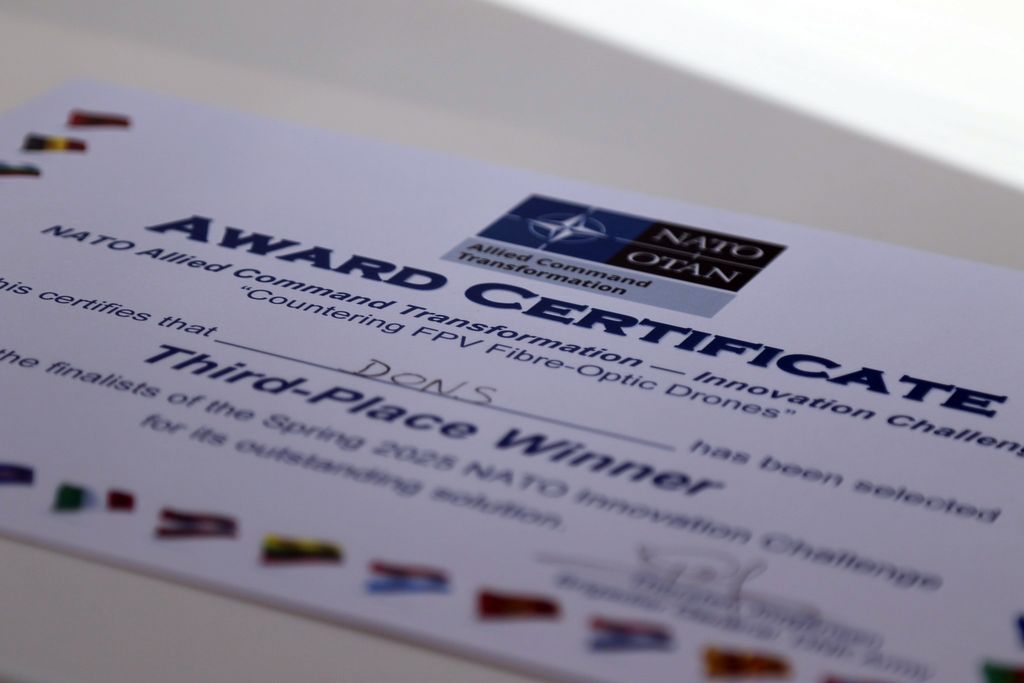 NATO
OTAN
Allied Command
Transformation
AWARD CERTIFICATE
NATO Allied Command Transformation — Innovation Challeng
“Countering FPV Fibre-Optic Drones”
his certifies that DON.S has been selected
Third-Place Winner
the finalists of the Spring 2025 NATO Innovation Challenge
for its outstanding solution.